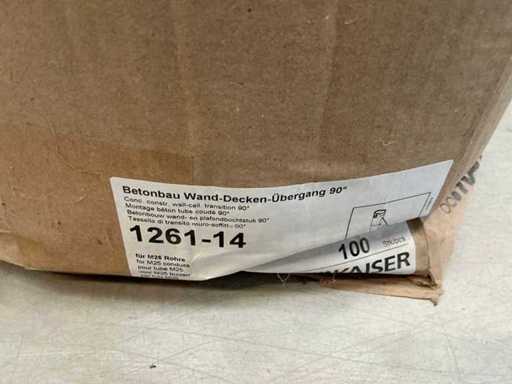 Betonbau Wand-Decken-Übergang 90°
Conc. constr. wall-ceil. transition 90°
Montage béton tube coude 90°
Betonbouw wand- en plafondbochtstuk 90°
Tassello di transito muro-soffitto 90°
1261-14
100
für M25 Rohre
for M25 conduits
pour tube M25
KAISER